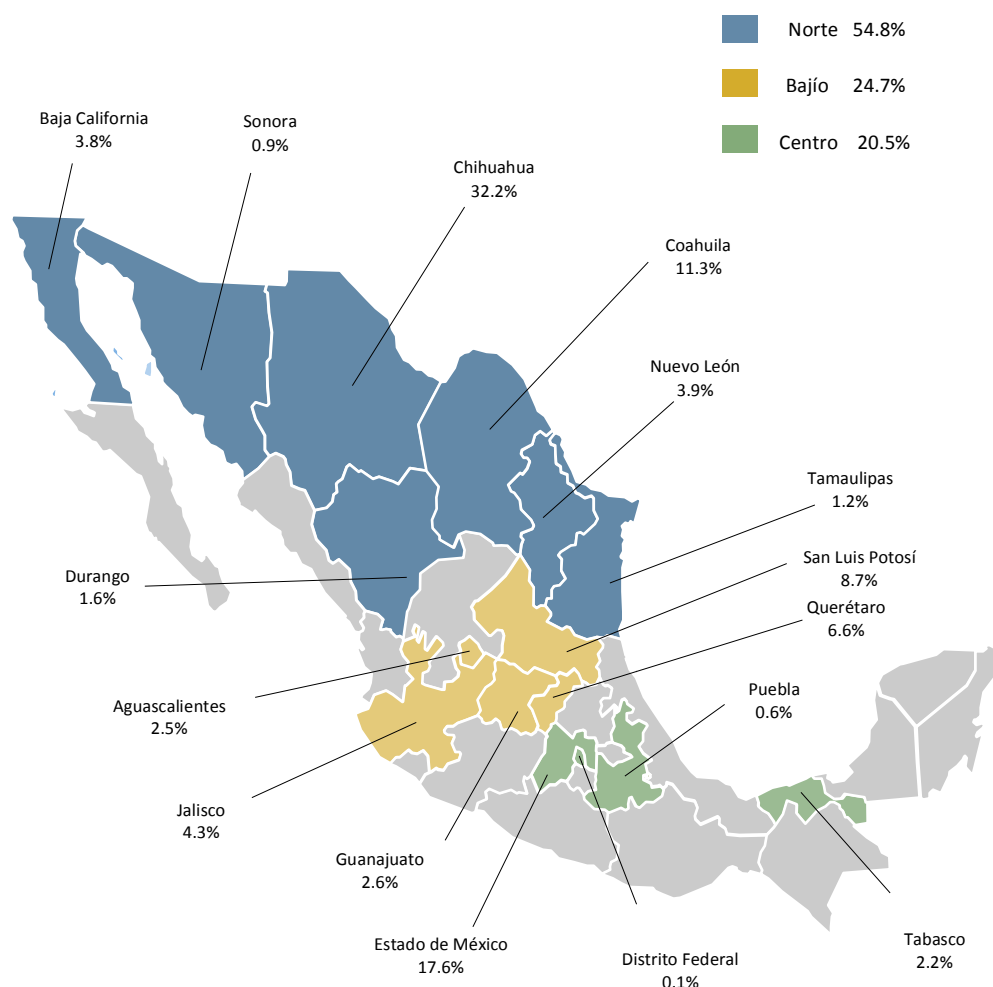 Norte 54.8%
Bajío 24.7%
Centro 20.5%
Baja California
3.8%
Sonora
0.9%
Chihuahua
32.2%
Coahuila
11.3%
Nuevo León
3.9%
Tamaulipas
1.2%
San Luis Potosí
8.7%
Querétaro
6.6%
Durango
1.6%
Puebla
0.6%
Aguascalientes
2.5%
Jalisco
4.3%
Guanajuato
2.6%
Estado de México
17.6%
Distrito Federal
0.1%
Tabasco
2.2%